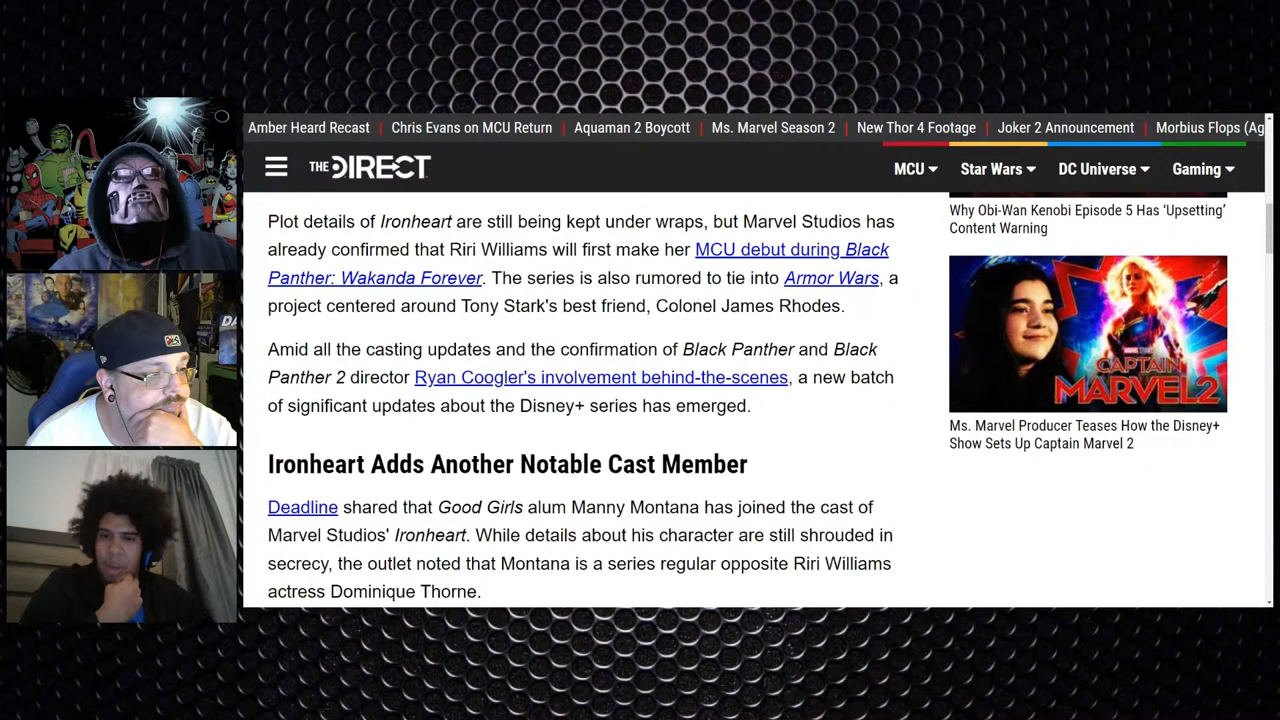 Amber Heard Recast | Chris Evans on MCU Return | Aquaman 2 Boycott | Ms. Marvel Season 2 | New Thor 4 Footage | Joker 2 Announcement | Morbius Flops (Ag
THE DIRECT
MCU Star Wars DC Universe Gaming
Plot details of Ironheart are still being kept under wraps, but Marvel Studios has
already confirmed that Riri Williams will first make her MCU debut during Black
Panther: Wakanda Forever. The series is also rumored to tie into Armor Wars, a
project centered around Tony Stark's best friend, Colonel James Rhodes.
Amid all the casting updates and the confirmation of Black Panther and Black
Panther 2 director Ryan Coogler's involvement behind-the-scenes, a new batch
of significant updates about the Disney+ series has emerged.
Ironheart Adds Another Notable Cast Member
Deadline shared that Good Girls alum Manny Montana has joined the cast of
Marvel Studios' Ironheart. While details about his character are still shrouded in
secrecy, the outlet noted that Montana is a series regular opposite Riri Williams
actress Dominique Thorne.
Why Obi-Wan Kenobi Episode 5 Has ‘Upsetting’
Content Warning
CAPTAIN
MARVEL2
Ms. Marvel Producer Teases How the Disney+
Show Sets Up Captain Marvel 2